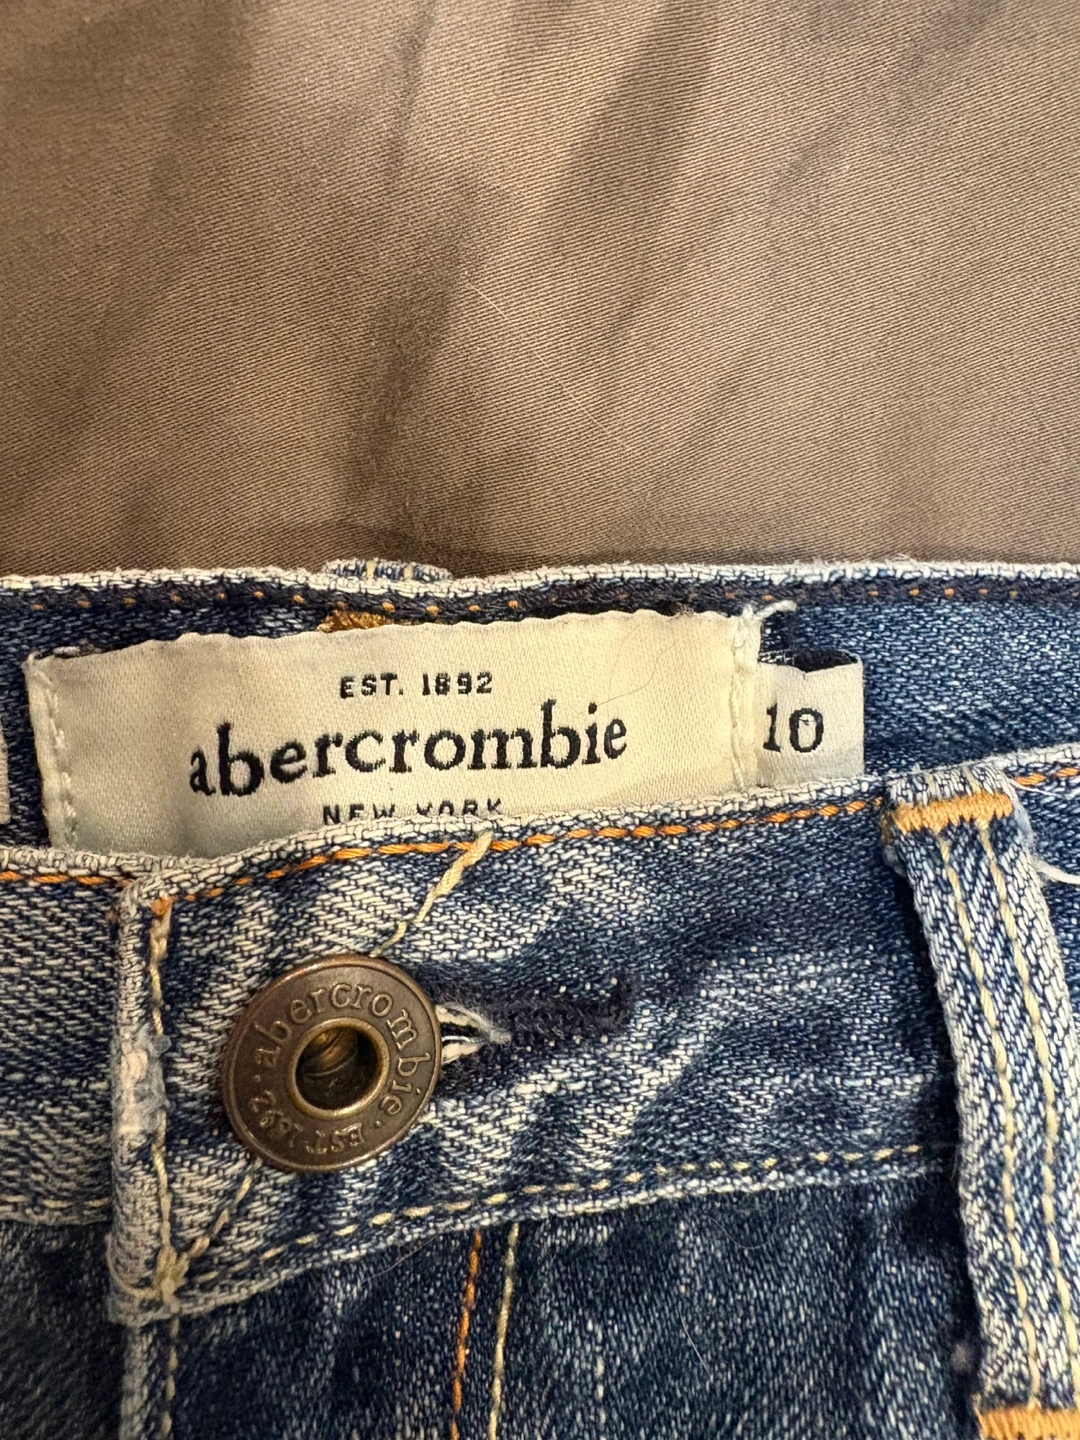 EST. 1892
abercrombie
NEW YORK
10
abercrombie
EST. 1892